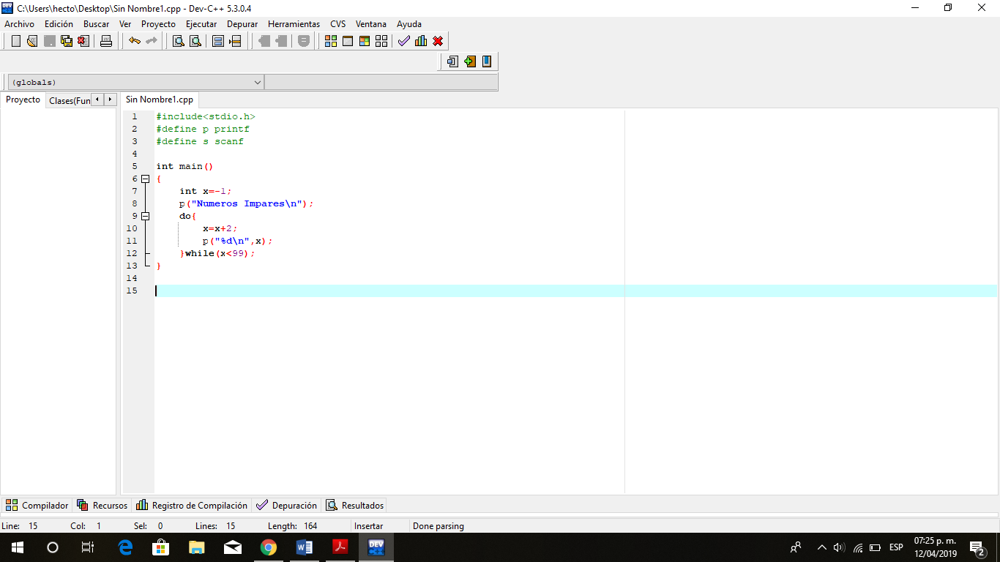 C:\Users\hecto\Desktop\Sin Nombre1.cpp - Dev-C++ 5.3.0.4
Archivo Edición Buscar Ver Proyecto Ejecutar Depurar Herramientas CVS Ventana Ayuda
(globals)
Proyecto Clases(Fun Sin Nombre1.cpp
1 #include<stdio.h>
2 #define p printf
3 #define s scanf
4
5 int main()
6 {
7 int x=-1;
8 p("Numeros Impares\n");
9 do{
10 x=x+2;
11 p("%d\n",x);
12 }while(x<99);
13 }
14
15
Compilador Recursos Registro de Compilación Depuración Resultados
Line: 15 Col: 1 Sel: 0 Lines: 15 Length: 164 Insertar Done parsing
DEV
ESP
07:25 p. m.
12/04/2019
2